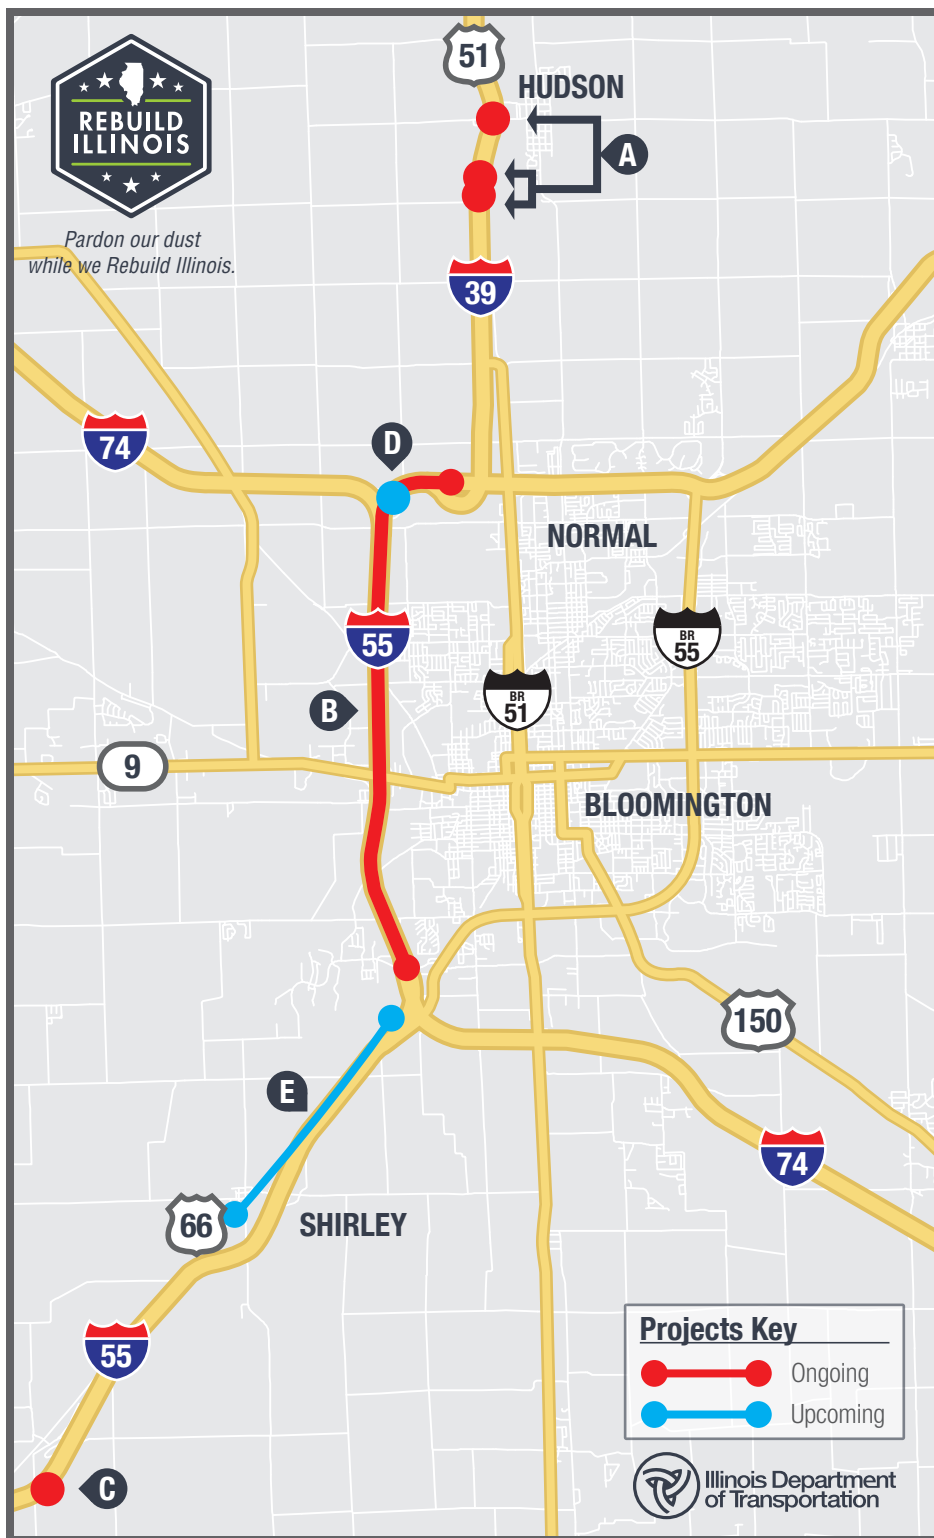 51
HUDSON
REBUILD
ILLINOIS
A
Pardon our dust
while we Rebuild Illinois.
39
74
D
NORMAL
55
BR
55
BR
51
B
9
BLOOMINGTON
150
E
74
66
SHIRLEY
55
Projects Key
Ongoing
Upcoming
C
Illinois Department
of Transportation